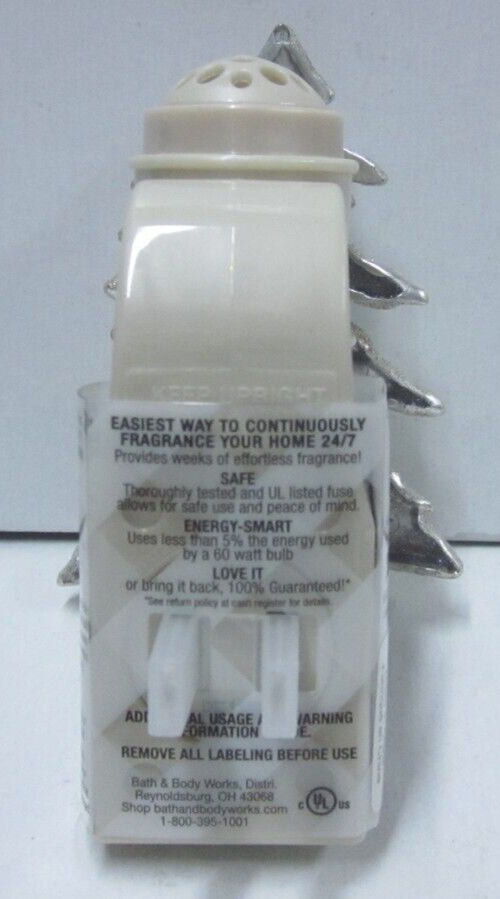 KEEP UPRIGHT
EASIEST WAY TO CONTINUOUSLY
FRAGRANCE YOUR HOME 24/7
Provides weeks of effortless fragrance!
SAFE
Thoroughly tested and UL listed fuse
allows for safe use and peace of mind.
ENERGY-SMART
Uses less than 5% the energy used
by a 60 watt bulb
LOVE IT
or bring it back, 100% Guaranteed!*
*See return policy at cash register for details.
USAGE WARNING
REMOVE ALL LABELING BEFORE USE
Bath & Body Works, Distri.
Reynoldsburg, OH 43068
Shop bathandbodyworks.com
1-800-395-1001
C UL US